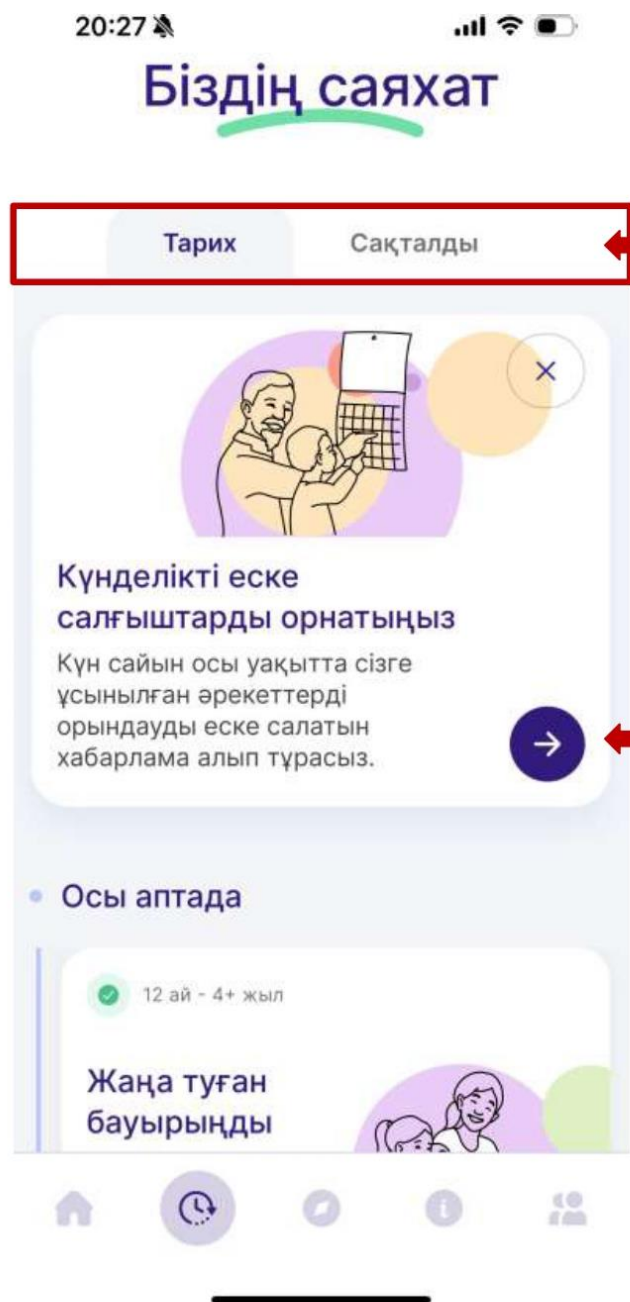 20:27
Біздің саяхат
Тарих
Сақталды
Күнделікті еске
салғыштарды орнатыңыз
Күн сайын осы уақытта сізге
ұсынылған әрекеттерді
орындауды еске салатын
хабарлама алып тұрасыз.
Осы аптада
12 ай - 4+ жыл
Жаңа туған
бауырыңды